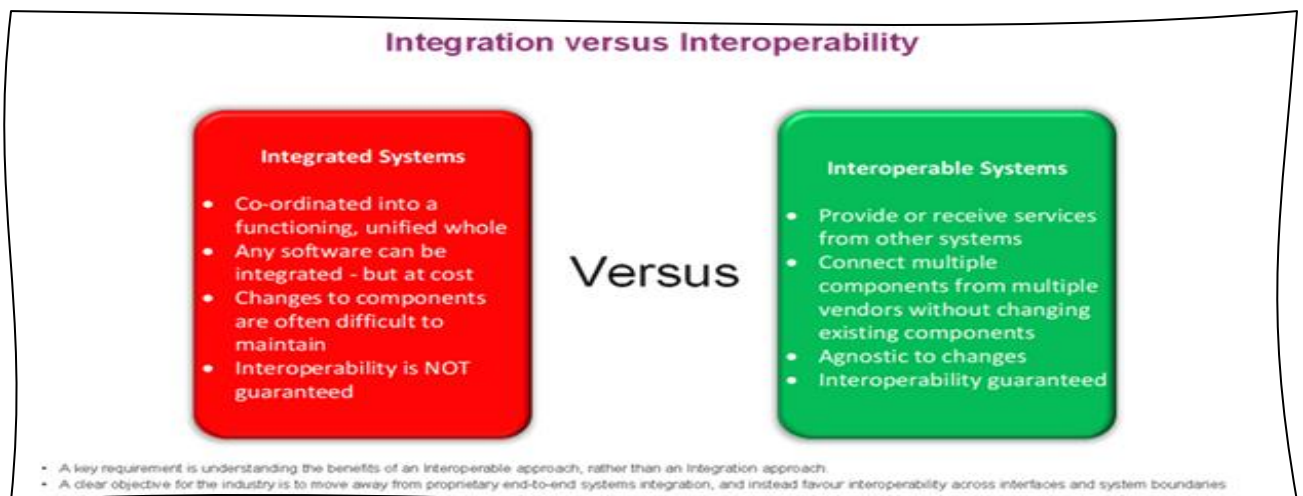 Integration versus Interoperability
Integrated Systems
• Co-ordinated into a
functioning, unified whole
• Any software can be
integrated - but at cost
• Changes to components
are often difficult to
maintain
• Interoperability is NOT
guaranteed
Versus
Interoperable Systems
• Provide or receive services
from other systems
• Connect multiple
components from multiple
vendors without changing
existing components
• Agnostic to changes
• Interoperability guaranteed
• A key requirement is understanding the benefits of an Interoperable approach, rather than an Integration approach.
• A clear objective for the industry is to move away from proprietary end-to-end systems integration, and instead favour interoperability across interfaces and system boundaries